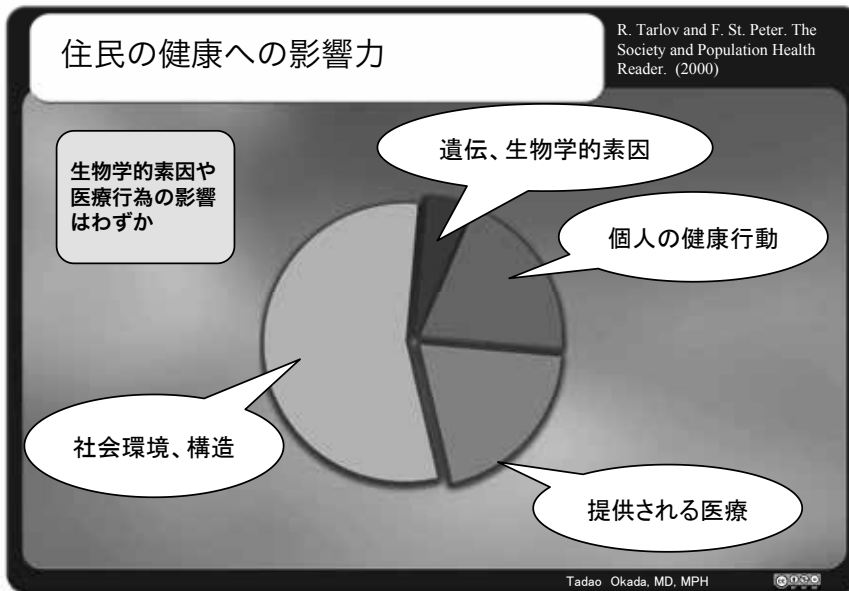 住民の健康への影響力
R. Tarlov and F. St. Peter. The
Society and Population Health
Reader. (2000)
生物学的素因や
医療行為の影響
はわずか
遺伝、生物学的素因
個人の健康行動
社会環境、構造
提供される医療
Tadao Okada, MD, MPH